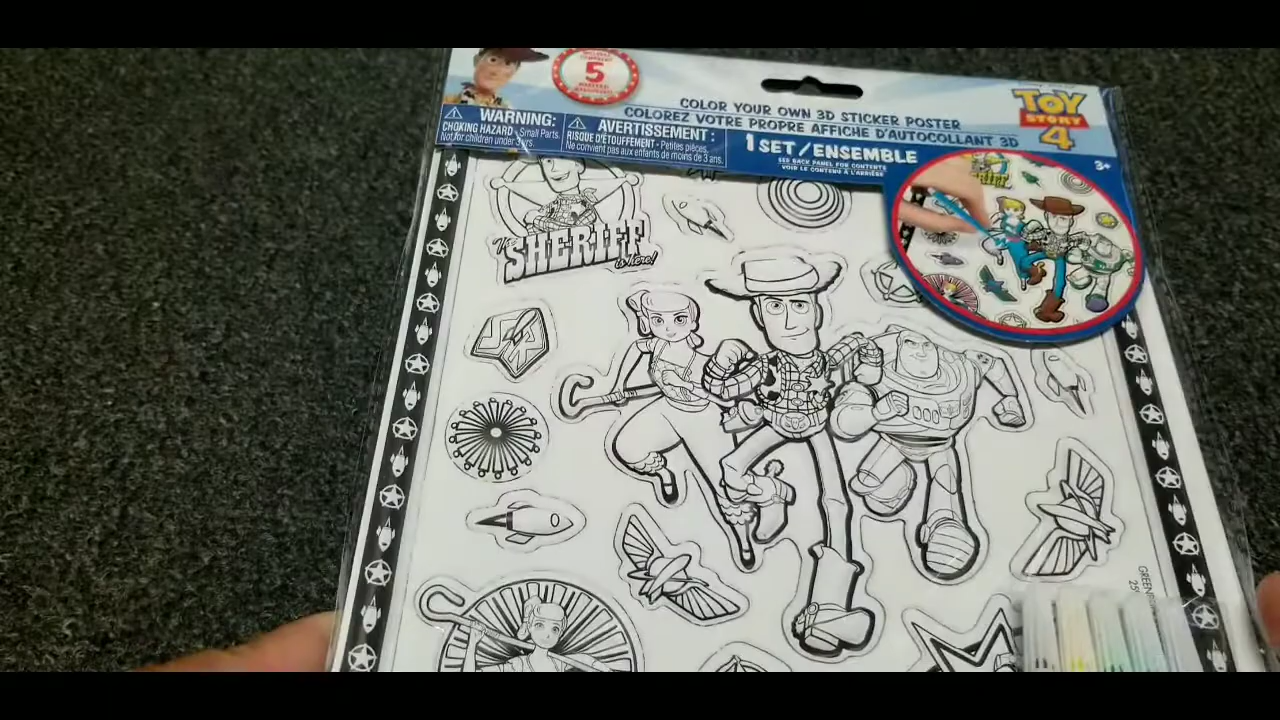 5
COLOR YOUR OWN 3D STICKER POSTER
COLOREZ VOTRE PROPRE AFFICHE D'AUTOCOLLANT 3D
TOY
STORY
4
WARNING:
CHOKING HAZARD - Small Parts.
Not for children under 3 yrs.
AVERTISSEMENT :
RISQUE D'ÉTOUFFEMENT - Petites pièces.
Ne convient pas aux enfants de moins de 3 ans.
1 SET/ENSEMBLE
SEE BACK PANEL FOR CONTENTS
VOIR LE CONTENU À L'ARRIÈRE
3+
The
SHERIFF
is here!